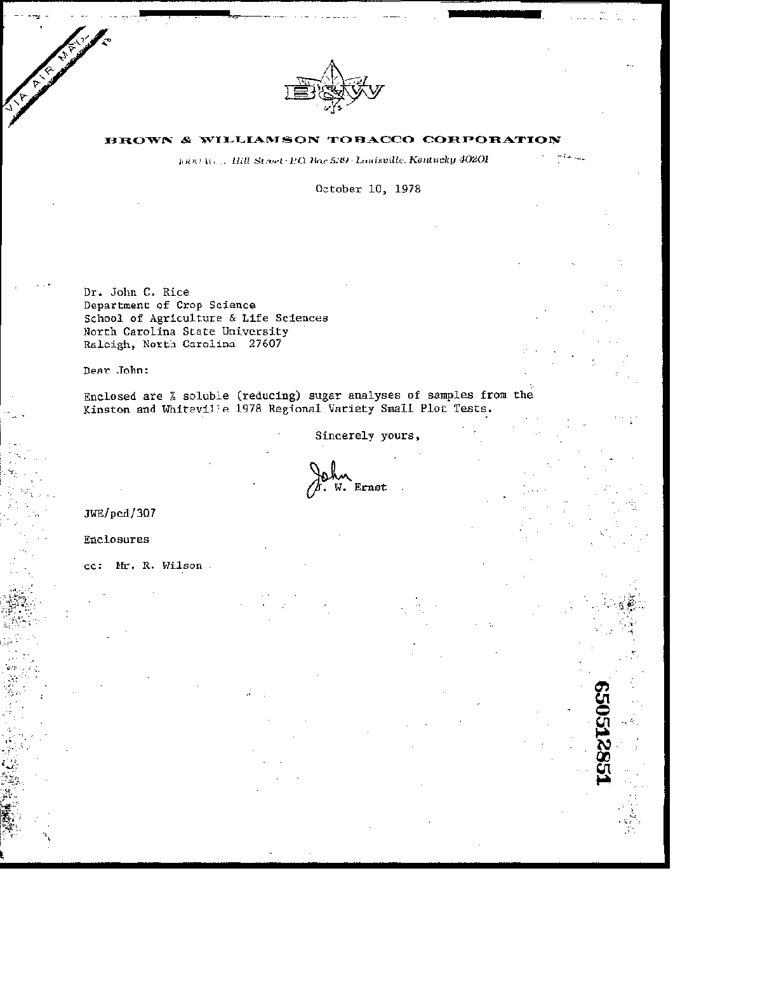 VIA AIR MAIL
B&W
BROWN & WILLIAMSON TOBACCO CORPORATION
Hill Street · P.O. Box 539 · Louisville, Kentucky 40201
October 10, 1978
Dr. John C. Rice
Department of Crop Science
School of Agriculture & Life Sciences
North Carolina State University
Raleigh, North Carolina 27607
Dear John:
Enclosed are % soluble (reducing) sugar analyses of samples from the
Kinston and Whiteville 1978 Regional Variety Small Plot Tests.
Sincerely yours,
John
J. W. Ernst
JWE/pcd/307
Enclosures
cc: Mr. R. Wilson
650512851